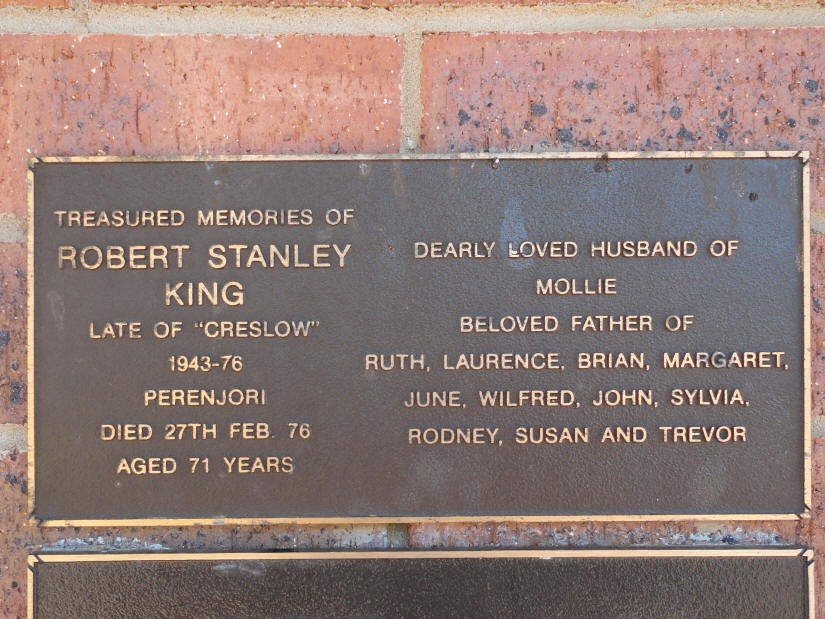 TREASURED MEMORIES OF
ROBERT STANLEY
KING
LATE OF "CRESLOW"
1943-76
PERENJORI
DIED 27TH FEB. 76
AGED 71 YEARS
DEARLY LOVED HUSBAND OF
MOLLIE
BELOVED FATHER OF
RUTH, LAURENCE, BRIAN, MARGARET,
JUNE, WILFRED, JOHN, SYLVIA,
RODNEY, SUSAN AND TREVOR